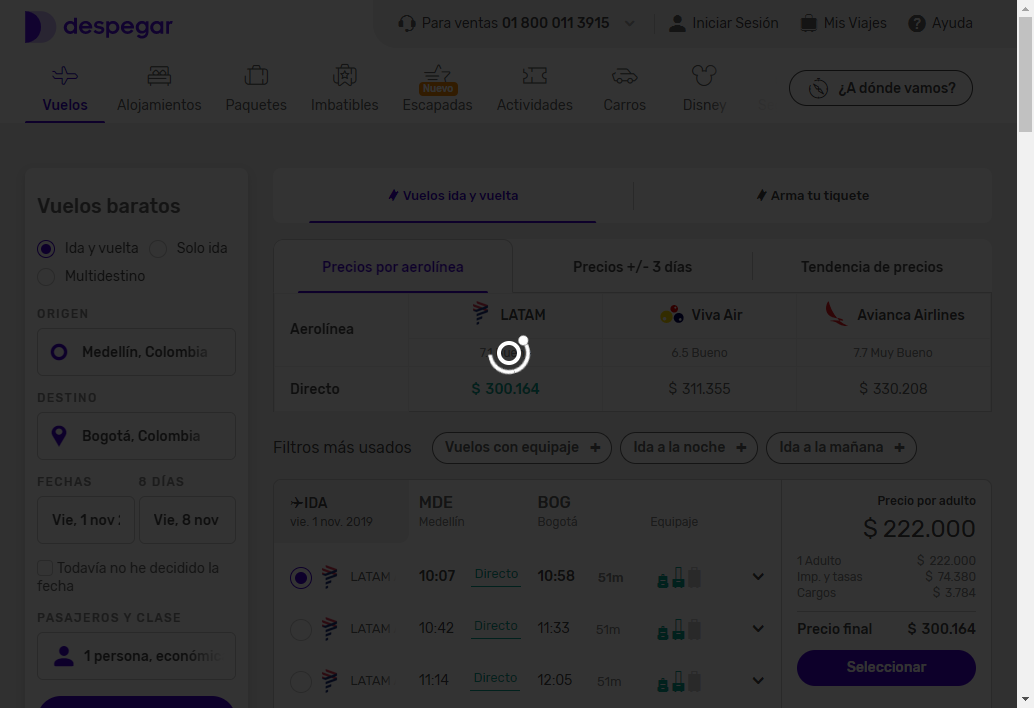 despegar
Para ventas 01 800 011 3915
Iniciar Sesión
Mis Viajes
Ayuda
Vuelos
Alojamientos
Paquetes
Imbatibles
Nuevo
Escapadas
Actividades
Carros
Disney
¿A dónde vamos?
Vuelos baratos
Ida y vuelta
Solo ida
Multidestino
ORIGEN
Medellín, Colombia
DESTINO
Bogotá, Colombia
FECHAS
8 DÍAS
Vie, 1 nov
Vie, 8 nov
Todavía no he decidido la
fecha
PASAJEROS Y CLASE
1 persona, económic
Vuelos ida y vuelta
Arma tu tiquete
Precios por aerolínea
Precios +/- 3 días
Tendencia de precios
Aerolínea
LATAM
Viva Air
Avianca Airlines
6.5 Bueno
7.7 Muy Bueno
Directo
$ 300.164
$ 311.355
$ 330.208
Filtros más usados
Vuelos con equipaje +
Ida a la noche +
Ida a la mañana +
IDA
vie. 1 nov. 2019
MDE
Medellín
BOG
Bogotá
Equipaje
LATAM 10:07 Directo 10:58 51m
LATAM 10:42 Directo 11:33 51m
LATAM 11:14 Directo 12:05 51m
Precio por adulto
$ 222.000
1 Adulto $ 222.000
Imp. y tasas $ 74.380
Cargos $ 3.784
Precio final $ 300.164
Seleccionar